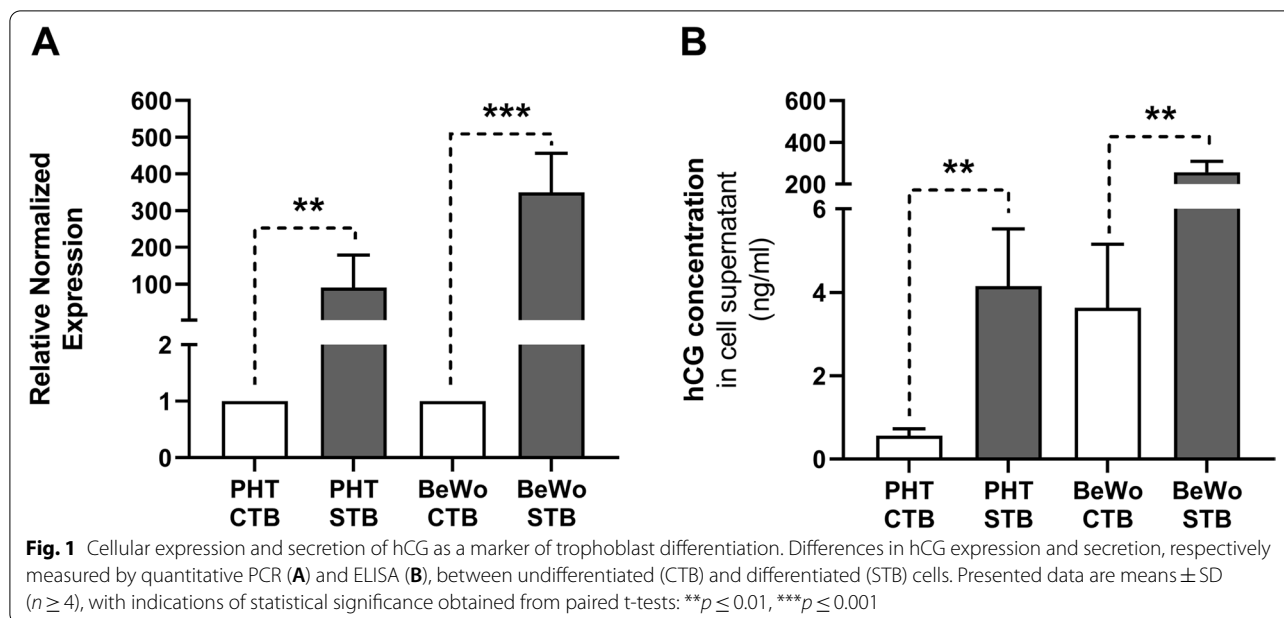 A
Relative Normalized
Expression
600
500
400
300
200
100
2
1
0
**
***
PHT
CTB
PHT
STB
BeWo
CTB
BeWo
STB
B
hCG concentration
in cell supernatant
(ng/ml)
600
400
200
6
4
2
0
**
**
PHT
CTB
PHT
STB
BeWo
CTB
BeWo
STB
Fig. 1 Cellular expression and secretion of hCG as a marker of trophoblast differentiation. Differences in hCG expression and secretion, respectively
measured by quantitative PCR (A) and ELISA (B), between undifferentiated (CTB) and differentiated (STB) cells. Presented data are means ± SD
(n ≥ 4), with indications of statistical significance obtained from paired t-tests: **p ≤ 0.01, ***p ≤ 0.001